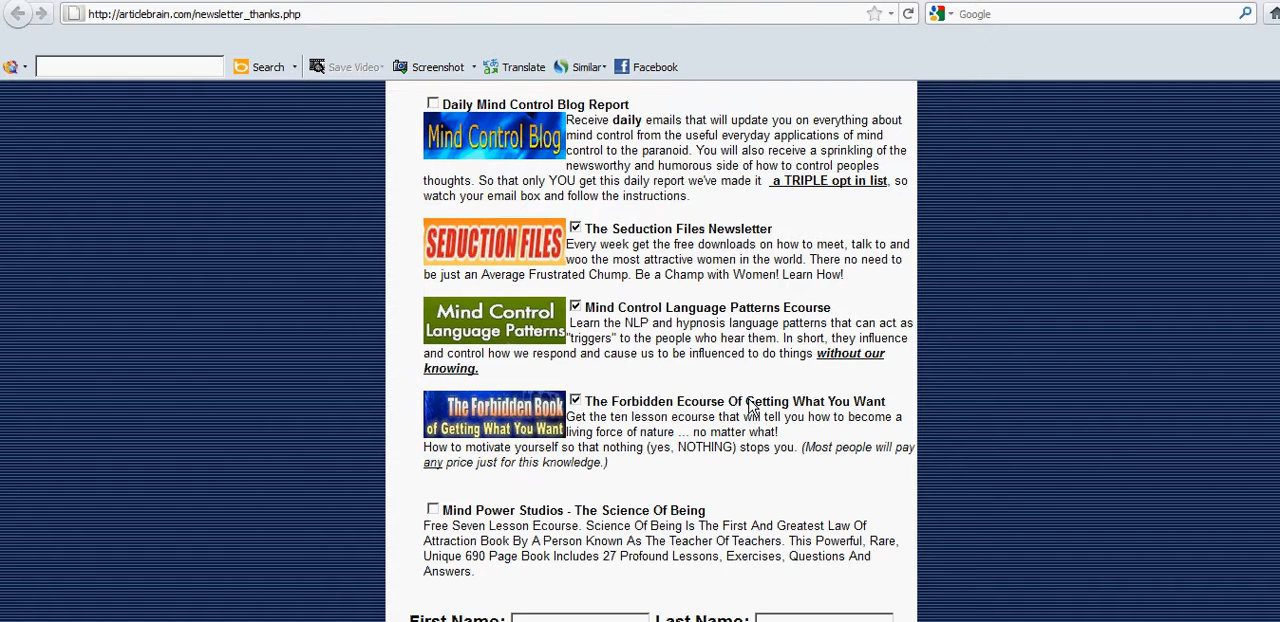 http://articlebrain.com/newsletter_thanks.php
Google
Search
Save Video
Screenshot
Translate
Similar
Facebook
Daily Mind Control Blog Report
Mind Control Blog
Receive daily emails that will update you on everything about
mind control from the useful everyday applications of mind
control to the paranoid. You will also receive a sprinkling of the
newsworthy and humorous side of how to control peoples
thoughts. So that only YOU get this daily report we've made it a TRIPLE opt in list, so
watch your email box and follow the instructions.
SEDUCTION FILES
The Seduction Files Newsletter
Every week get the free downloads on how to meet, talk to and
woo the most attractive women in the world. There no need to
be just an Average Frustrated Chump. Be a Champ with Women! Learn How!
Mind Control
Language Patterns
Mind Control Language Patterns Ecourse
Learn the NLP and hypnosis language patterns that can act as
"triggers" to the people who hear them. In short, they influence
and control how we respond and cause us to be influenced to do things without our
knowing.
The Forbidden Book
of Getting What You Want
The Forbidden Ecourse Of Getting What You Want
Get the ten lesson ecourse that will tell you how to become a
living force of nature ... no matter what!
How to motivate yourself so that nothing (yes, NOTHING) stops you. (Most people will pay
any price just for this knowledge.)
Mind Power Studios - The Science Of Being
Free Seven Lesson Ecourse. Science Of Being Is The First And Greatest Law Of
Attraction Book By A Person Known As The Teacher Of Teachers. This Powerful, Rare,
Unique 690 Page Book Includes 27 Profound Lessons, Exercises, Questions And
Answers.
First Name: Last Name: